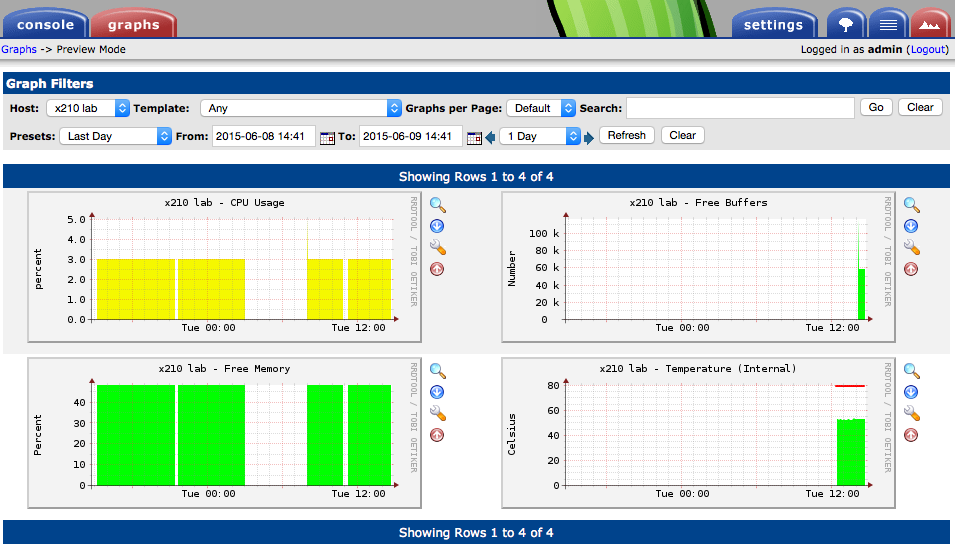 console graphs settings
Graphs -> Preview Mode Logged in as admin (Logout)
Graph Filters
Host: x210 lab Template: Any Graphs per Page: Default Search: Go Clear
Presets: Last Day From: 2015-06-08 14:41 To: 2015-06-09 14:41 1 Day Refresh Clear
Showing Rows 1 to 4 of 4
x210 lab - CPU Usage
RRDTOOL / TOBI OETIKER
percent
5.0
4.0
3.0
2.0
1.0
0.0
Tue 00:00 Tue 12:00
x210 lab - Free Buffers
RRDTOOL / TOBI OETIKER
Number
100 k
80 k
60 k
40 k
20 k
0
Tue 00:00 Tue 12:00
x210 lab - Free Memory
RRDTOOL / TOBI OETIKER
Percent
40
30
20
10
0
Tue 00:00 Tue 12:00
x210 lab - Temperature (Internal)
RRDTOOL / TOBI OETIKER
Celsius
80
60
40
20
0
Tue 00:00 Tue 12:00
Showing Rows 1 to 4 of 4